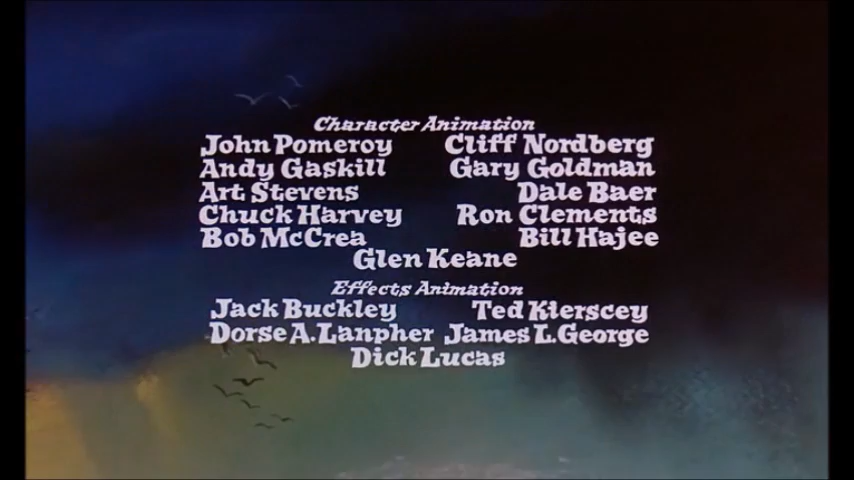 Character Animation
John Pomeroy Cliff Nordberg
Andy Gaskill Gary Goldman
Art Stevens Dale Baer
Chuck Harvey Ron Clements
Bob McCrea Bill Hajee
Glen Keane
Effects Animation
Jack Buckley Ted Kierscey
Dorse A. Lanpher James L. George
Dick Lucas